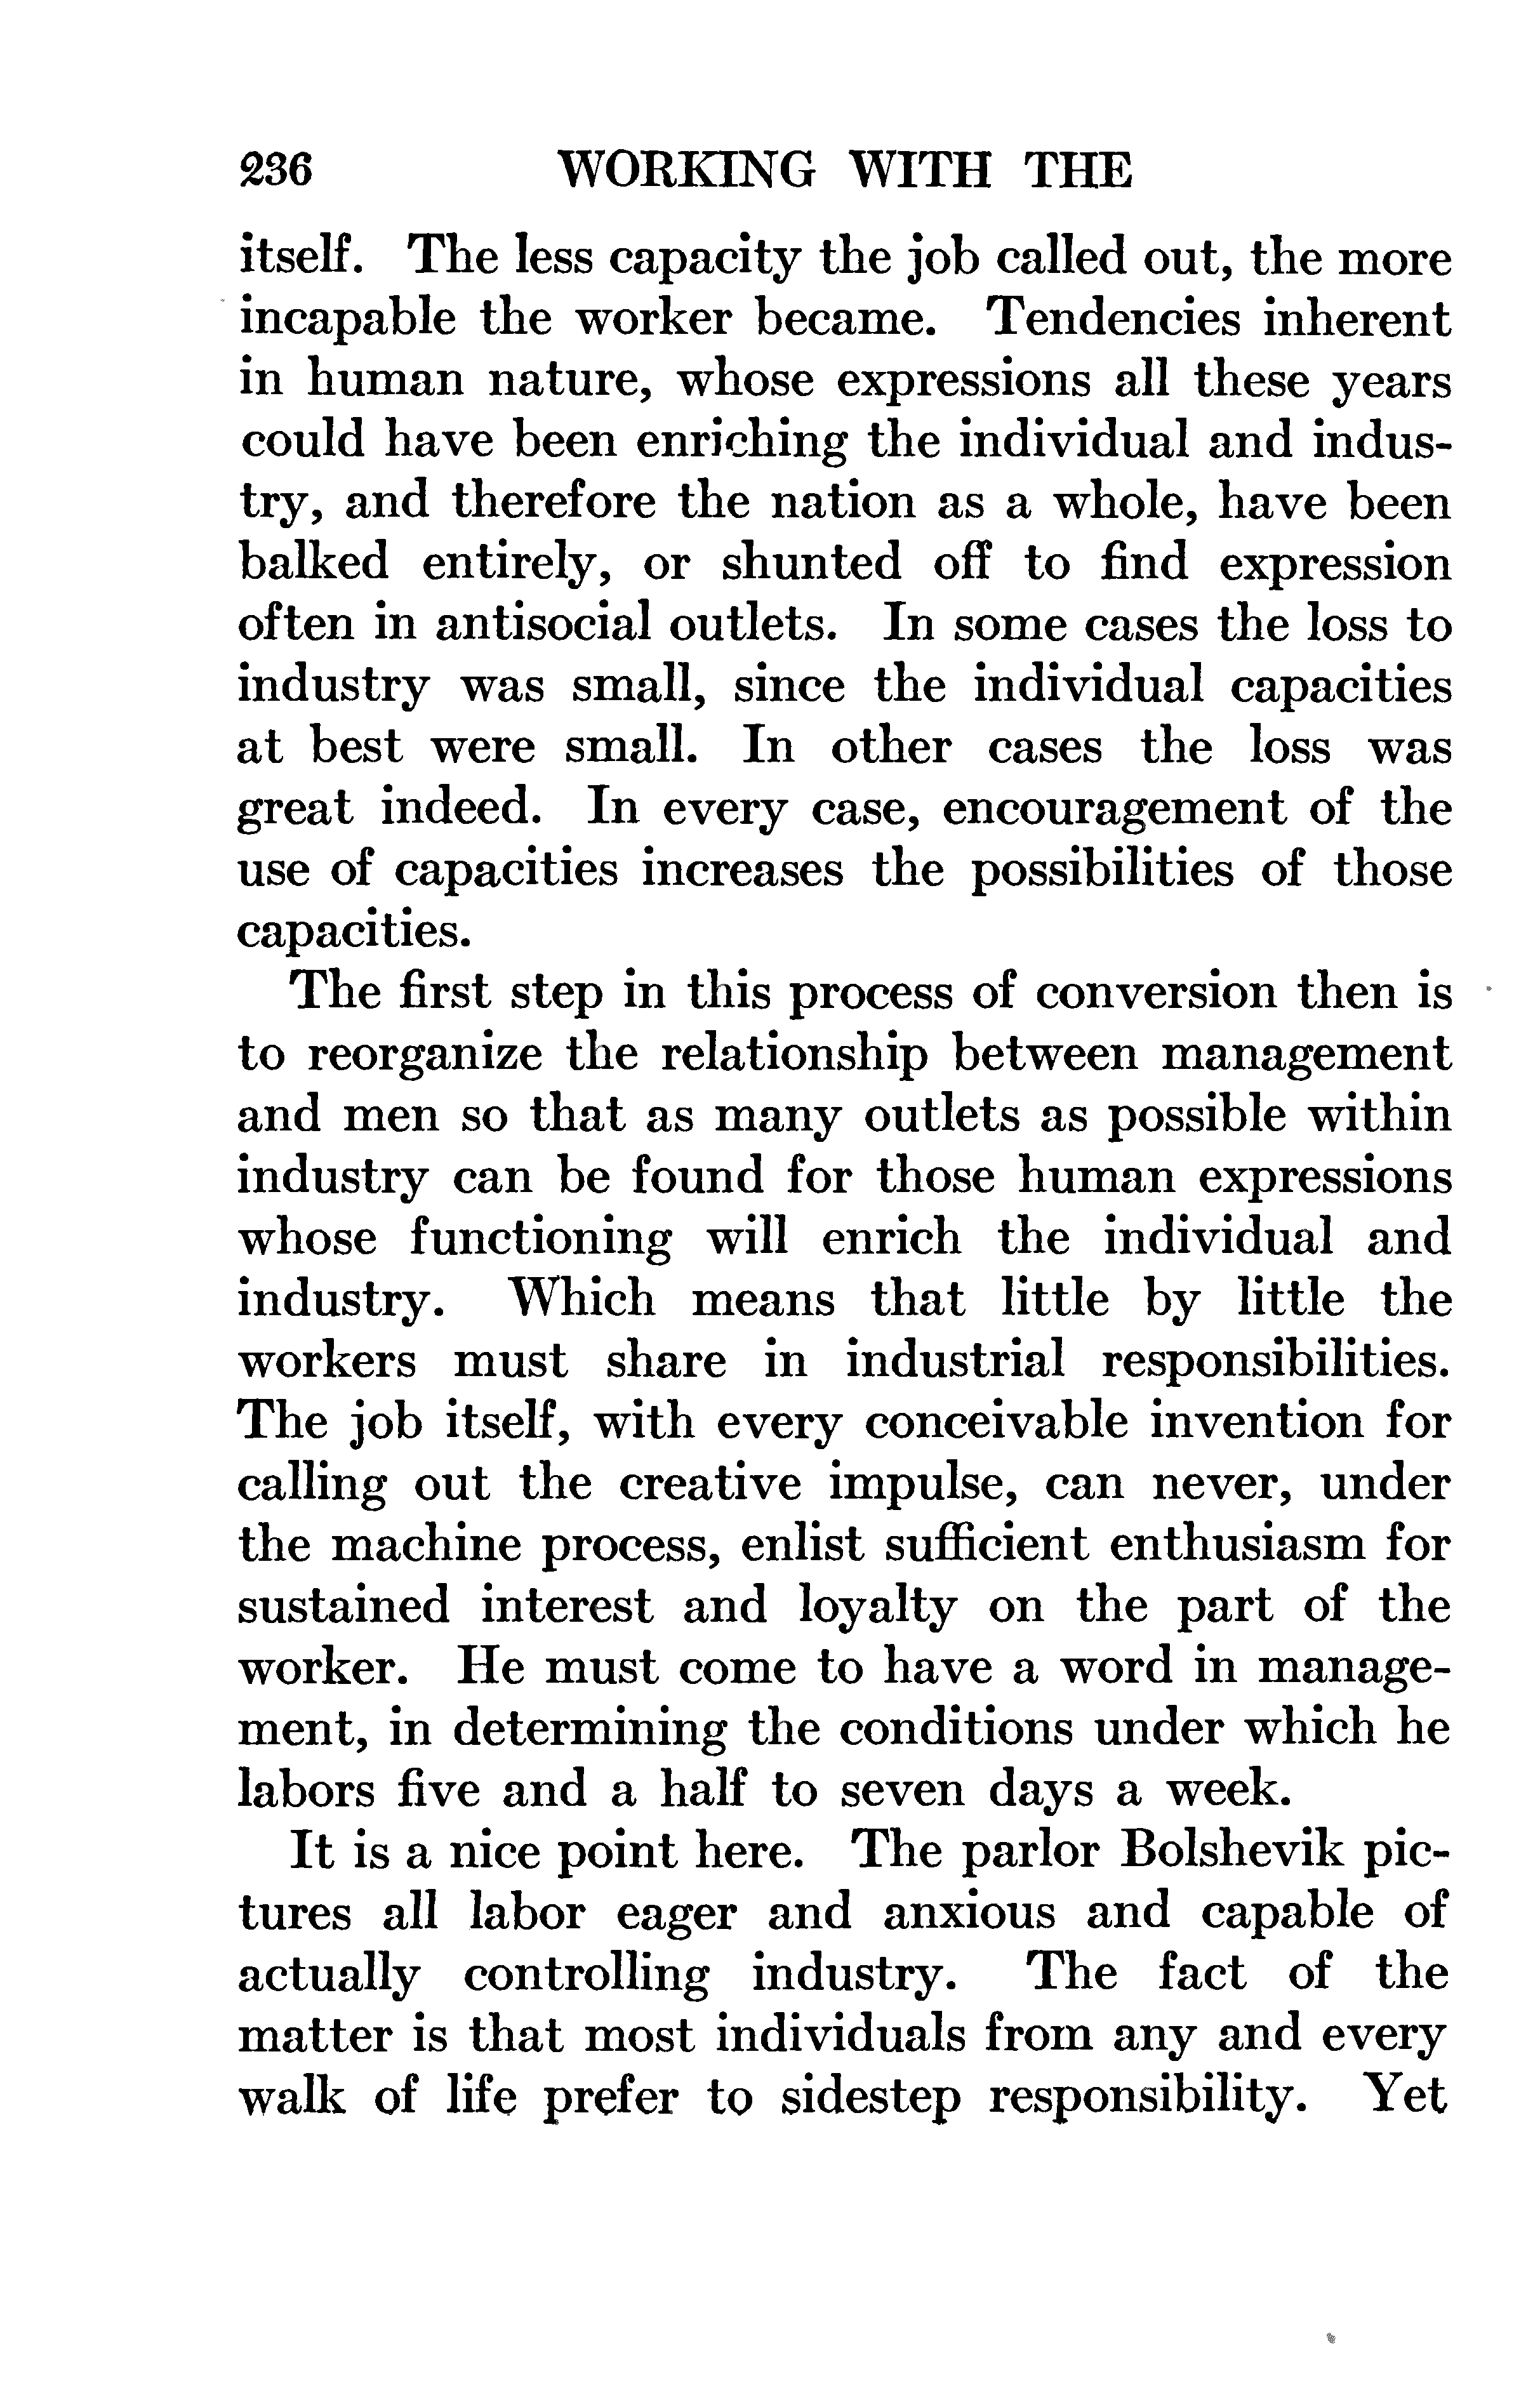 236 WORKING WITH THE
itself. The less capacity the job called out, the more
incapable the worker became. Tendencies inherent
in human nature, whose expressions all these years
could have been enriching the individual and indus-
try, and therefore the nation as a whole, have been
balked entirely, or shunted off to find expression
often in antisocial outlets. In some cases the loss to
industry was small, since the individual capacities
at best were small. In other cases the loss was
great indeed. In every case, encouragement of the
use of capacities increases the possibilities of those
capacities.
The first step in this process of conversion then is
to reorganize the relationship between management
and men so that as many outlets as possible within
industry can be found for those human expressions
whose functioning will enrich the individual and
industry. Which means that little by little the
workers must share in industrial responsibilities.
The job itself, with every conceivable invention for
calling out the creative impulse, can never, under
the machine process, enlist sufficient enthusiasm for
sustained interest and loyalty on the part of the
worker. He must come to have a word in manage-
ment, in determining the conditions under which he
labors five and a half to seven days a week.
It is a nice point here. The parlor Bolshevik pic-
tures all labor eager and anxious and capable of
actually controlling industry. The fact of the
matter is that most individuals from any and every
walk of life prefer to sidestep responsibility. Yet